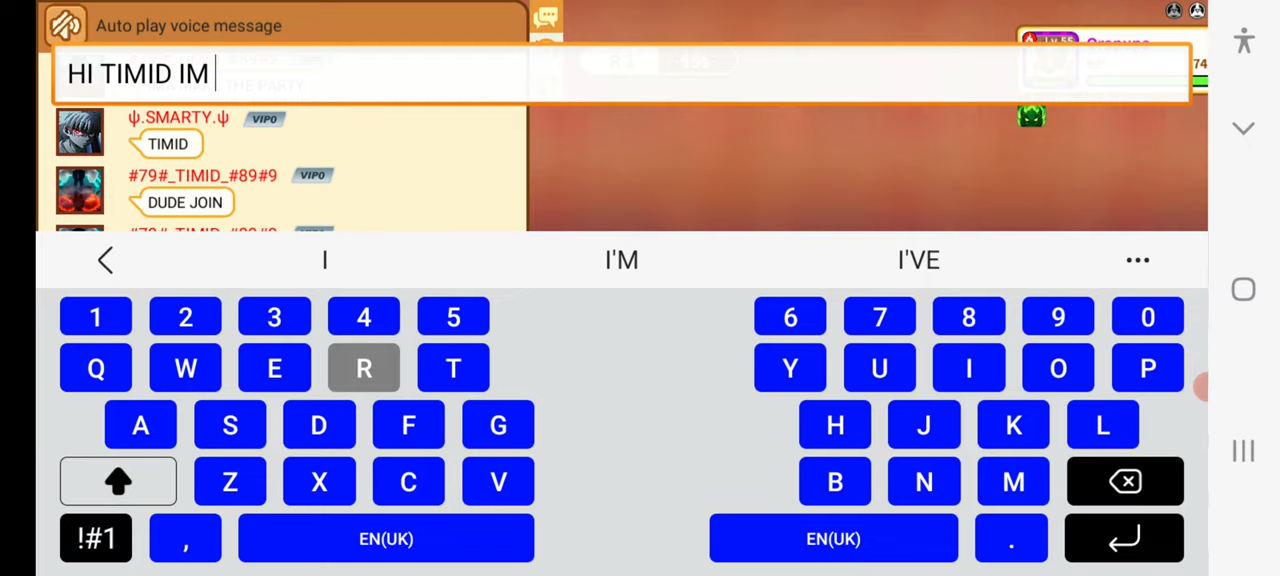 Auto play voice message
HI TIMID IM
ψ.SMARTY.ψ VIP0
TIMID
#79#_TIMID_#89#9 VIP0
DUDE JOIN
I I'M I'VE ...
1 2 3 4 5 6 7 8 9 0
Q W E R T Y U I O P
A S D F G H J K L
Z X C V B N M
!#1 , EN(UK) EN(UK) .